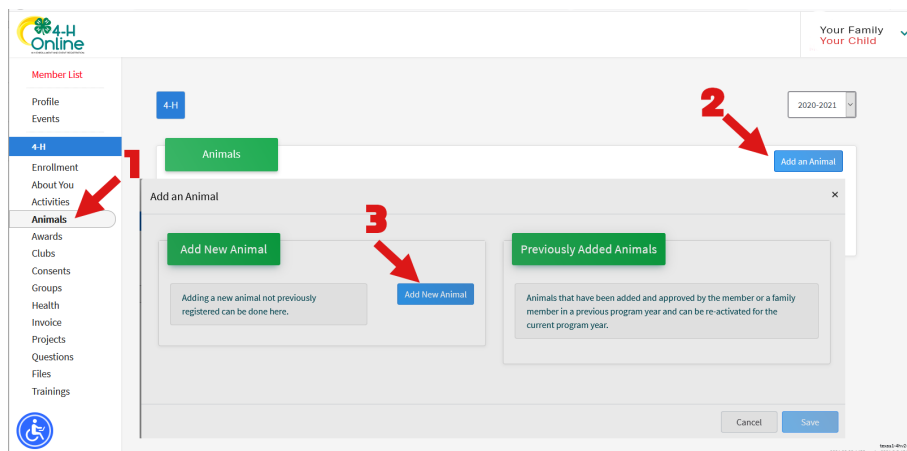 4-H
Online
Your Family
Your Child
Member List
Profile
Events
4-H
Enrollment
About You
Activities
Animals
Awards
Clubs
Consents
Groups
Health
Invoice
Projects
Questions
Files
Trainings
4-H
2
2020-2021
1
Animals
Add an Animal
Add an Animal
×
3
Add New Animal
Adding a new animal not previously
registered can be done here.
Add New Animal
Previously Added Animals
Animals that have been added and approved by the member or a family
member in a previous program year and can be re-activated for the
current program year.
Cancel
Save